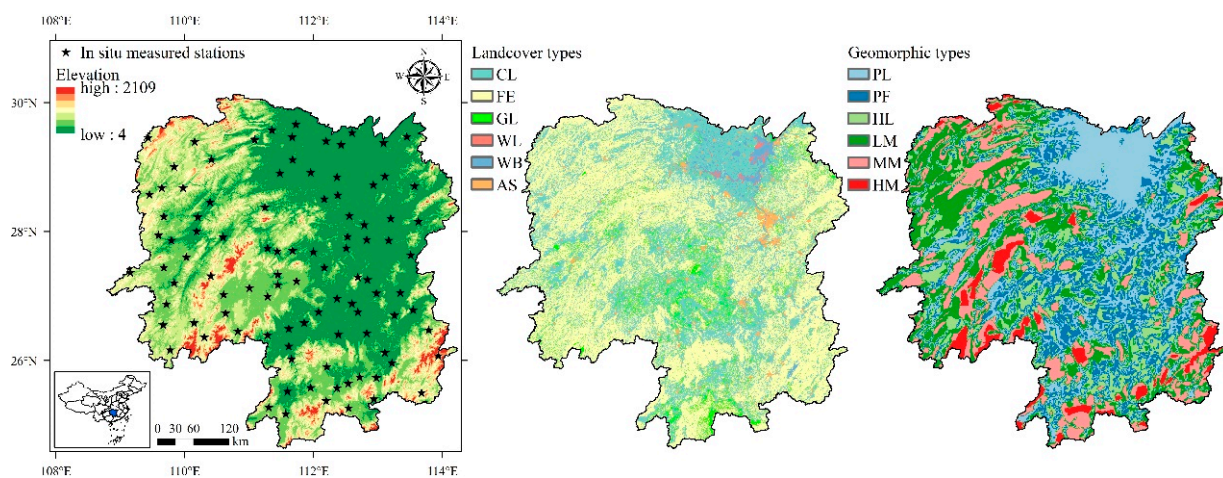 108°E 110°E 112°E 114°E
In situ measured stations
Elevation
high : 2109
low : 4
N
W E
S
30°N
28°N
26°N
0 30 60 120
km
108°E 110°E 112°E 114°E
Landcover types
CL
FE
GL
WL
WB
AS
Geomorphic types
PL
PF
HL
LM
MM
HM